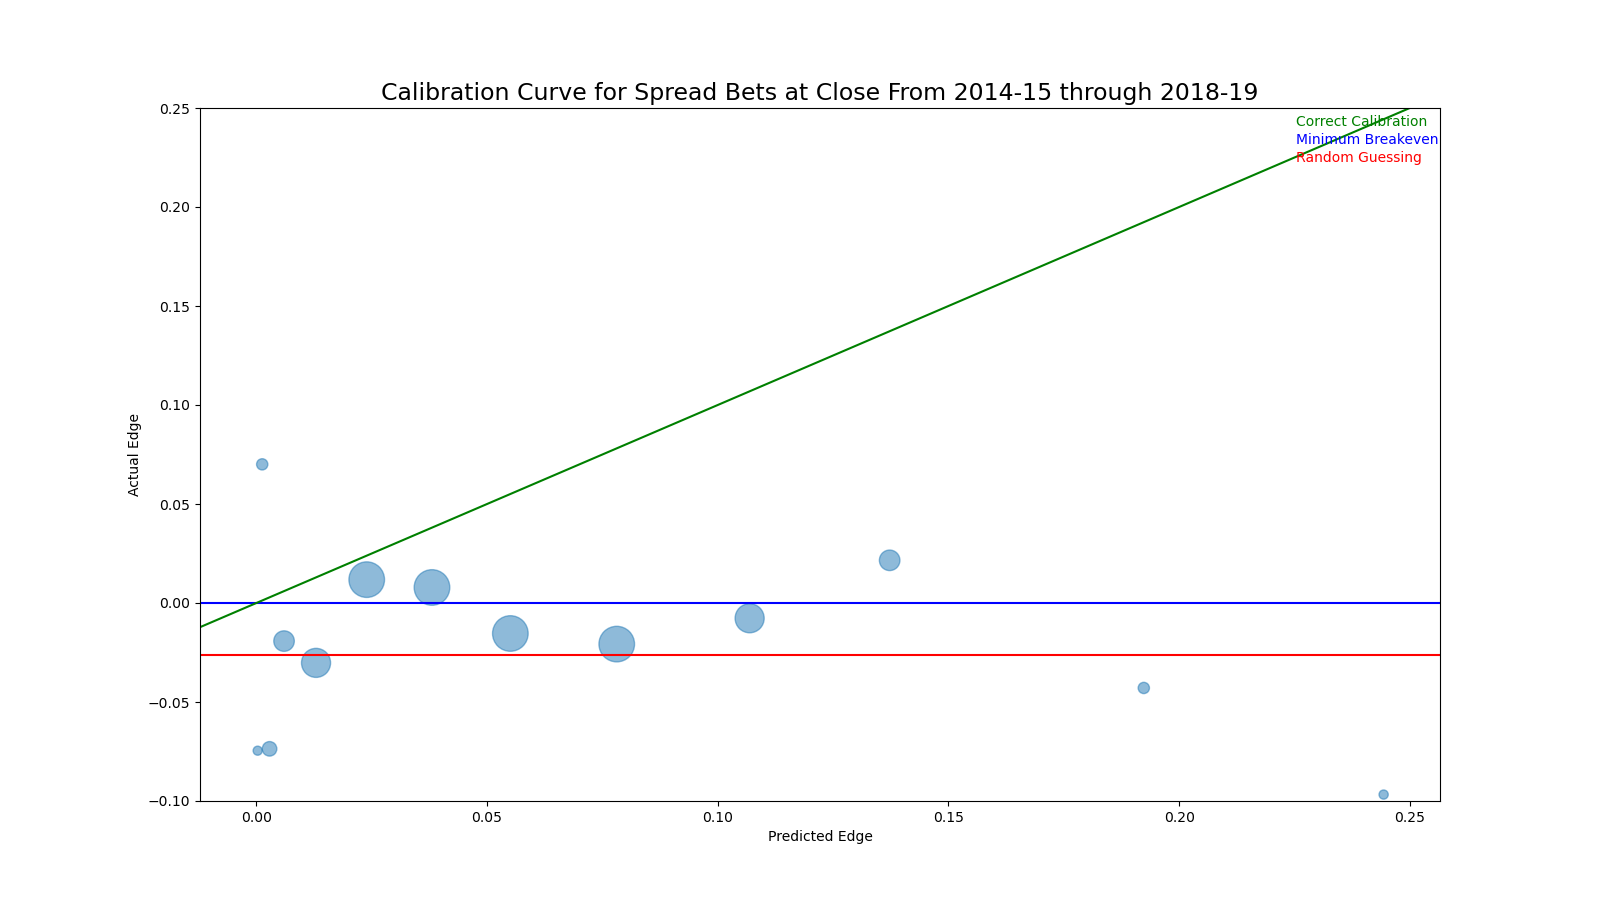 Calibration Curve for Spread Bets at Close From 2014-15 through 2018-19
Correct Calibration
Minimum Breakeven
Random Guessing
0.25
0.20
0.15
0.10
0.05
0.00
−0.05
−0.10
Actual Edge
0.00 0.05 0.10 0.15 0.20 0.25
Predicted Edge